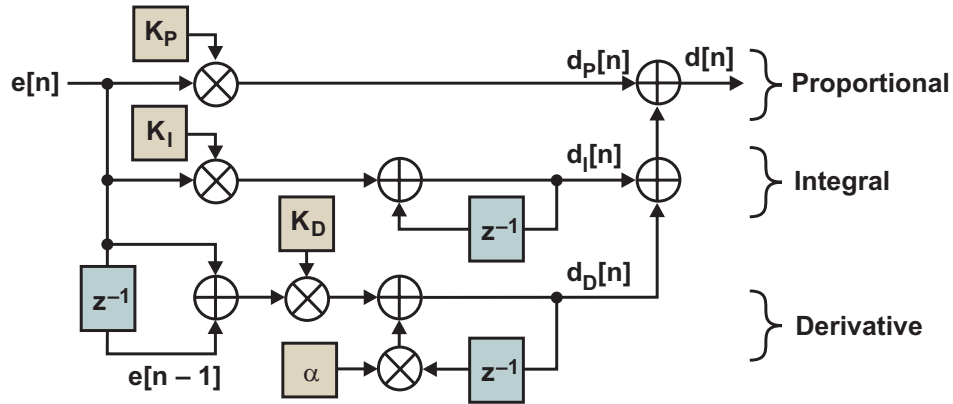 K_P
e[n]
d_P[n]
d[n]
Proportional
K_I
d_I[n]
Integral
z^–1
K_D
z^–1
d_D[n]
Derivative
e[n – 1]
α
z^–1